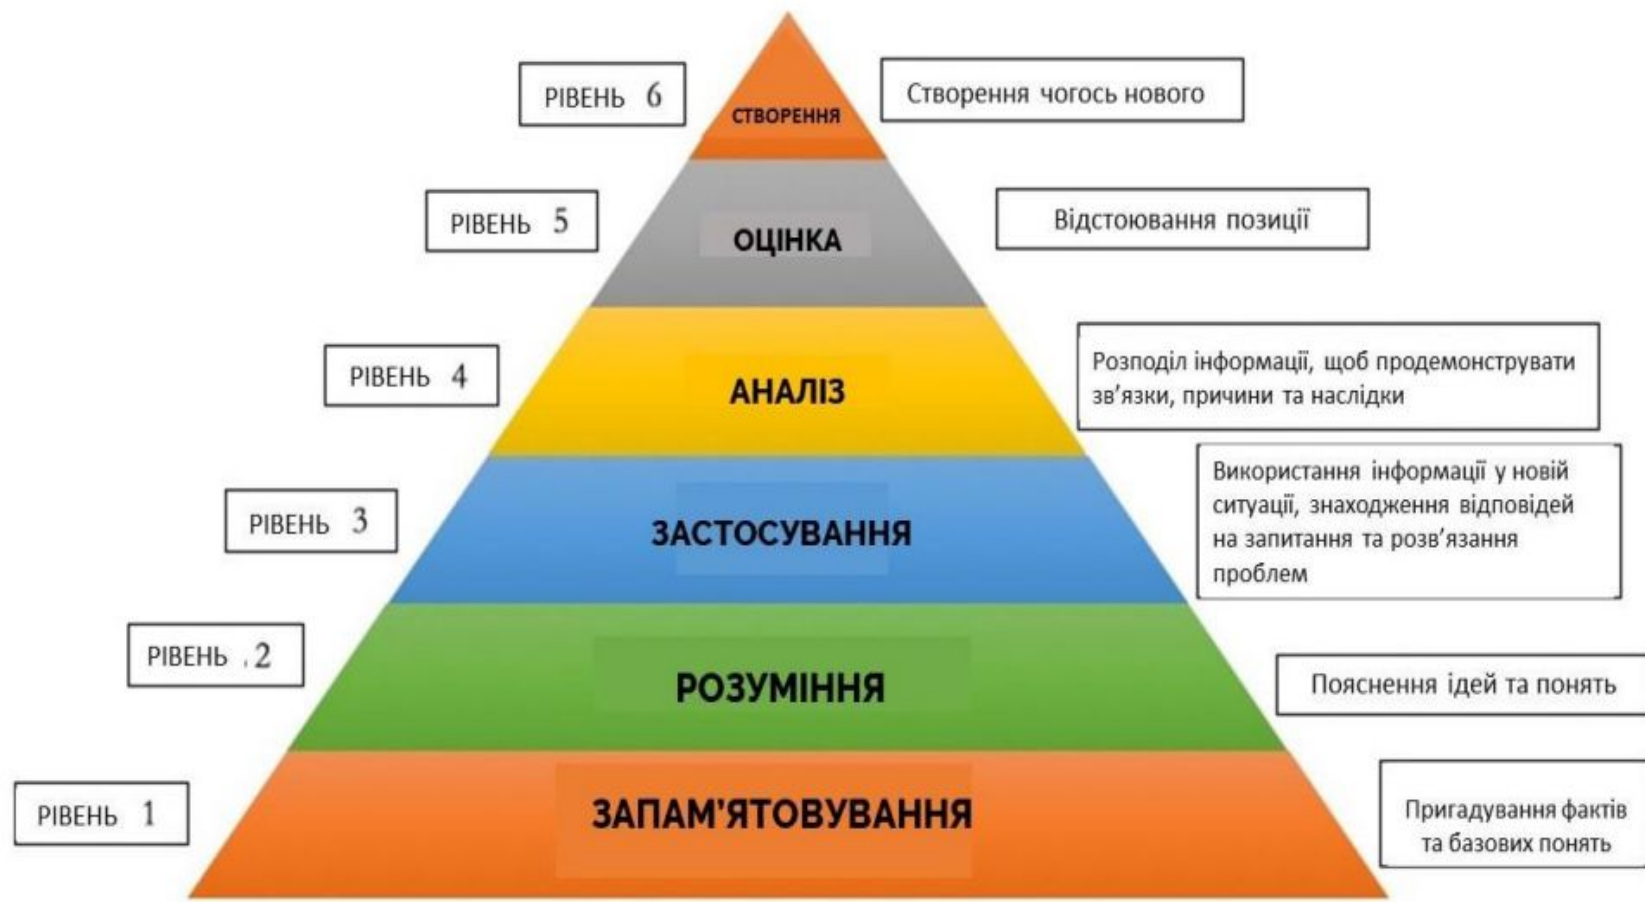 РІВЕНЬ 6
СТВОРЕННЯ
Створення чогось нового
РІВЕНЬ 5
ОЦІНКА
Відстоювання позиції
РІВЕНЬ 4
АНАЛІЗ
Розподіл інформації, щоб продемонструвати
зв'язки, причини та наслідки
РІВЕНЬ 3
ЗАСТОСУВАННЯ
Використання інформації у новій
ситуації, знаходження відповідей
на запитання та розв'язання
проблем
РІВЕНЬ .2
РОЗУМІННЯ
Пояснення ідей та понять
РІВЕНЬ 1
ЗАПАМ'ЯТОВУВАННЯ
Пригадування фактів
та базових понять